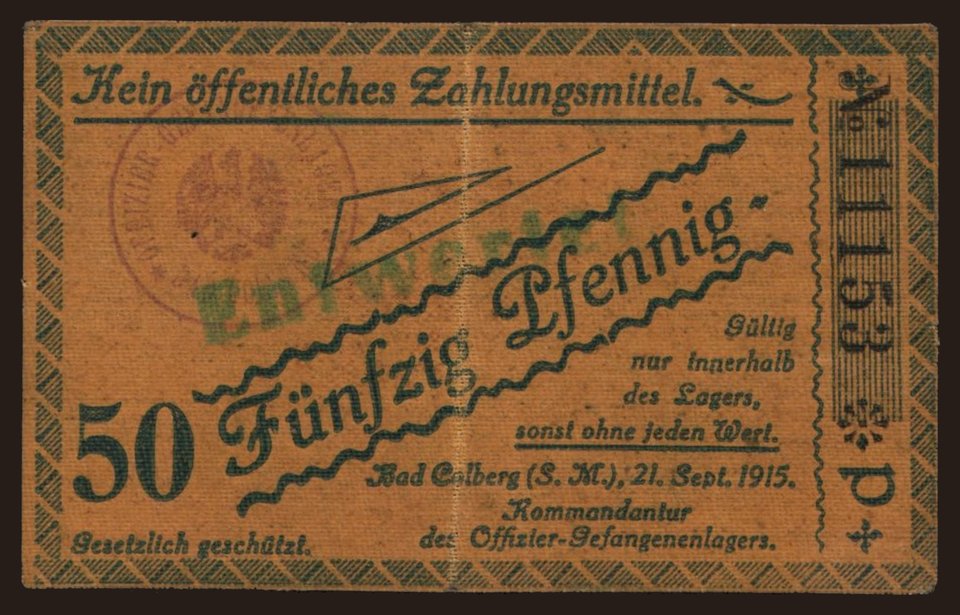 Kein öffentliches Zahlungsmittel.
Entwertet
50 Fünfzig Pfennig
Gültig
nur innerhalb
des Lagers,
sonst ohne jeden Wert.
Bad Colberg (S. M.), 21. Sept. 1915.
Kommandantur
des Offizier-Gefangenenlagers.
Gesetzlich geschützt.
No. 11153
d